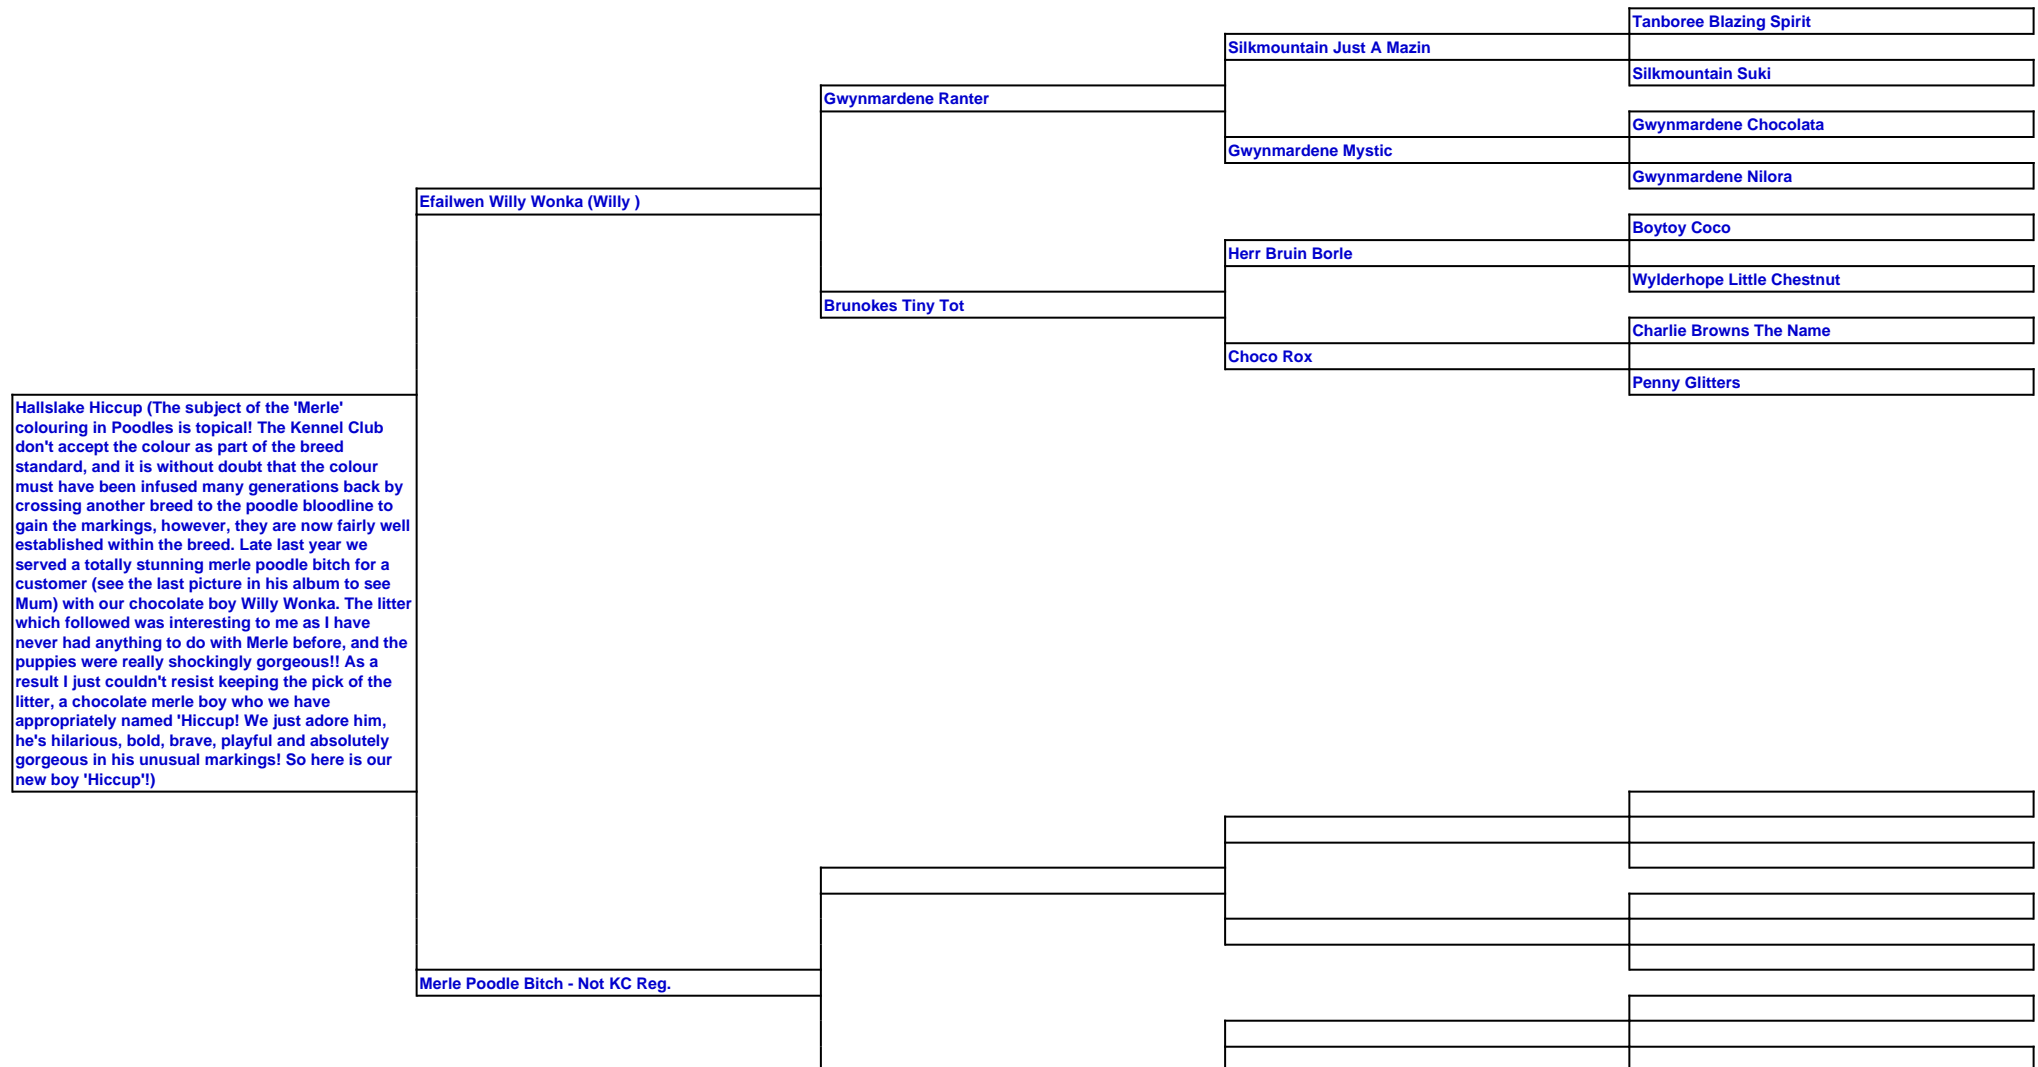 Tanboree Blazing Spirit
Silkmountain Just A Mazin
Silkmountain Suki
Gwynmardene Ranter
Gwynmardene Chocolata
Gwynmardene Mystic
Gwynmardene Nilora
Efailwen Willy Wonka (Willy )
Boytoy Coco
Herr Bruin Borle
Wylderhope Little Chestnut
Brunokes Tiny Tot
Charlie Browns The Name
Choco Rox
Penny Glitters
Hallslake Hiccup (The subject of the 'Merle'
colouring in Poodles is topical! The Kennel Club
don't accept the colour as part of the breed
standard, and it is without doubt that the colour
must have been infused many generations back by
crossing another breed to the poodle bloodline to
gain the markings, however, they are now fairly well
established within the breed. Late last year we
served a totally stunning merle poodle bitch for a
customer (see the last picture in his album to see
Mum) with our chocolate boy Willy Wonka. The litter
which followed was interesting to me as I have
never had anything to do with Merle before, and the
puppies were really shockingly gorgeous!! As a
result I just couldn't resist keeping the pick of the
litter, a chocolate merle boy who we have
appropriately named 'Hiccup! We just adore him,
he's hilarious, bold, brave, playful and absolutely
gorgeous in his unusual markings! So here is our
new boy 'Hiccup'!)
Merle Poodle Bitch - Not KC Reg.